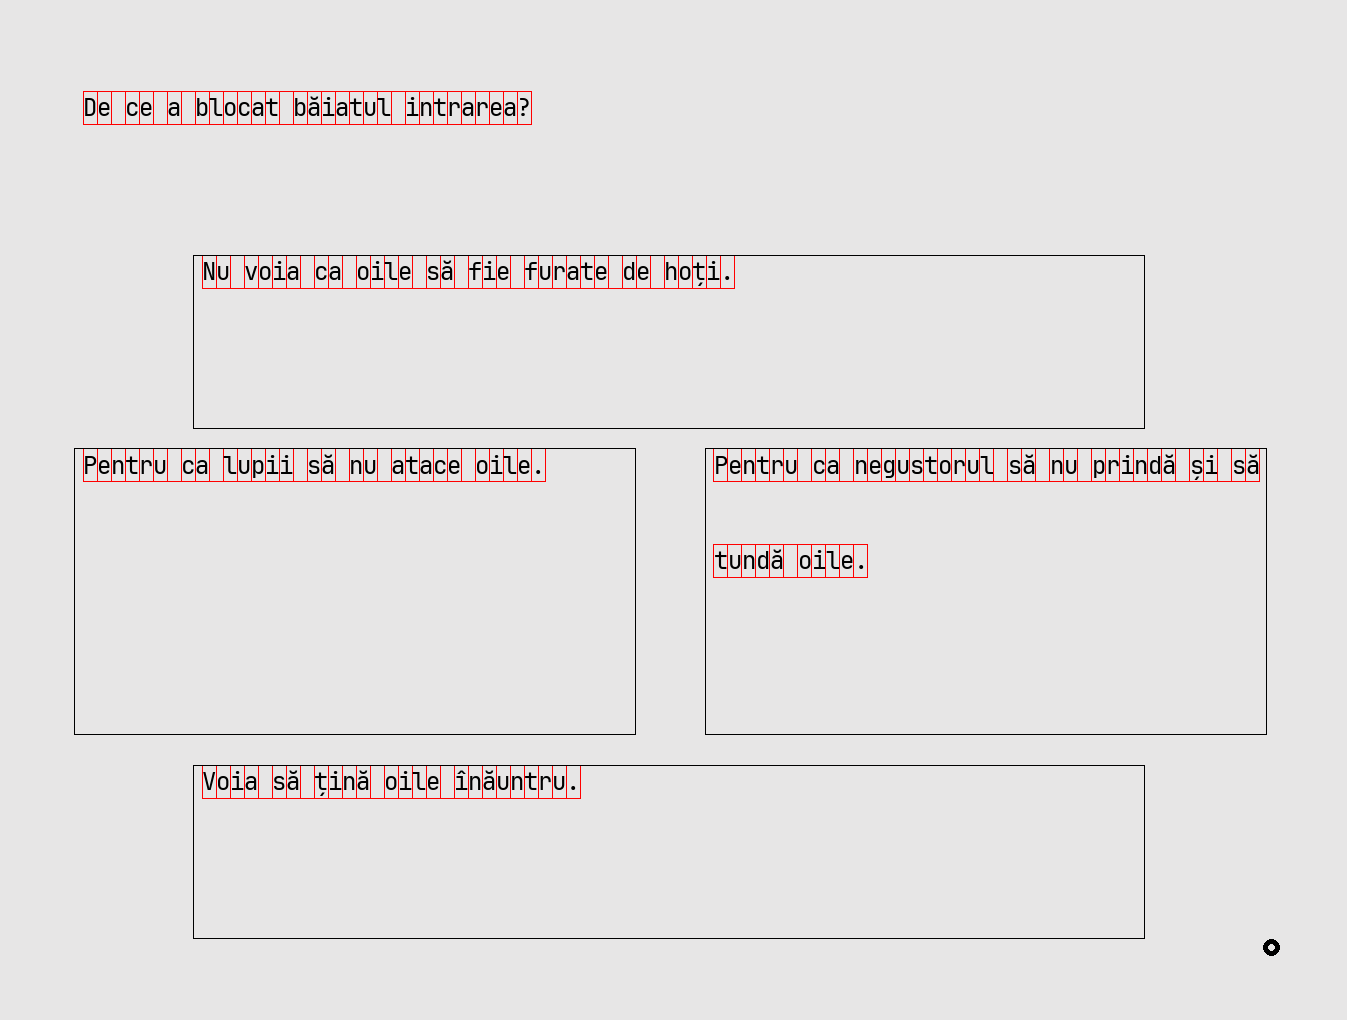 De ce a blocat băiatul intrarea?
Nu voia ca oile să fie furate de hoți.
Pentru ca lupii să nu atace oile.
Pentru ca negustorul să nu prindă și să
tundă oile.
Voia să țină oile înăuntru.